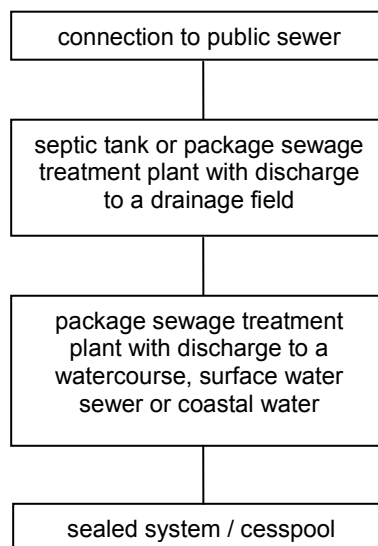 connection to public sewer
septic tank or package sewage
treatment plant with discharge
to a drainage field
package sewage treatment
plant with discharge to a
watercourse, surface water
sewer or coastal water
sealed system / cesspool